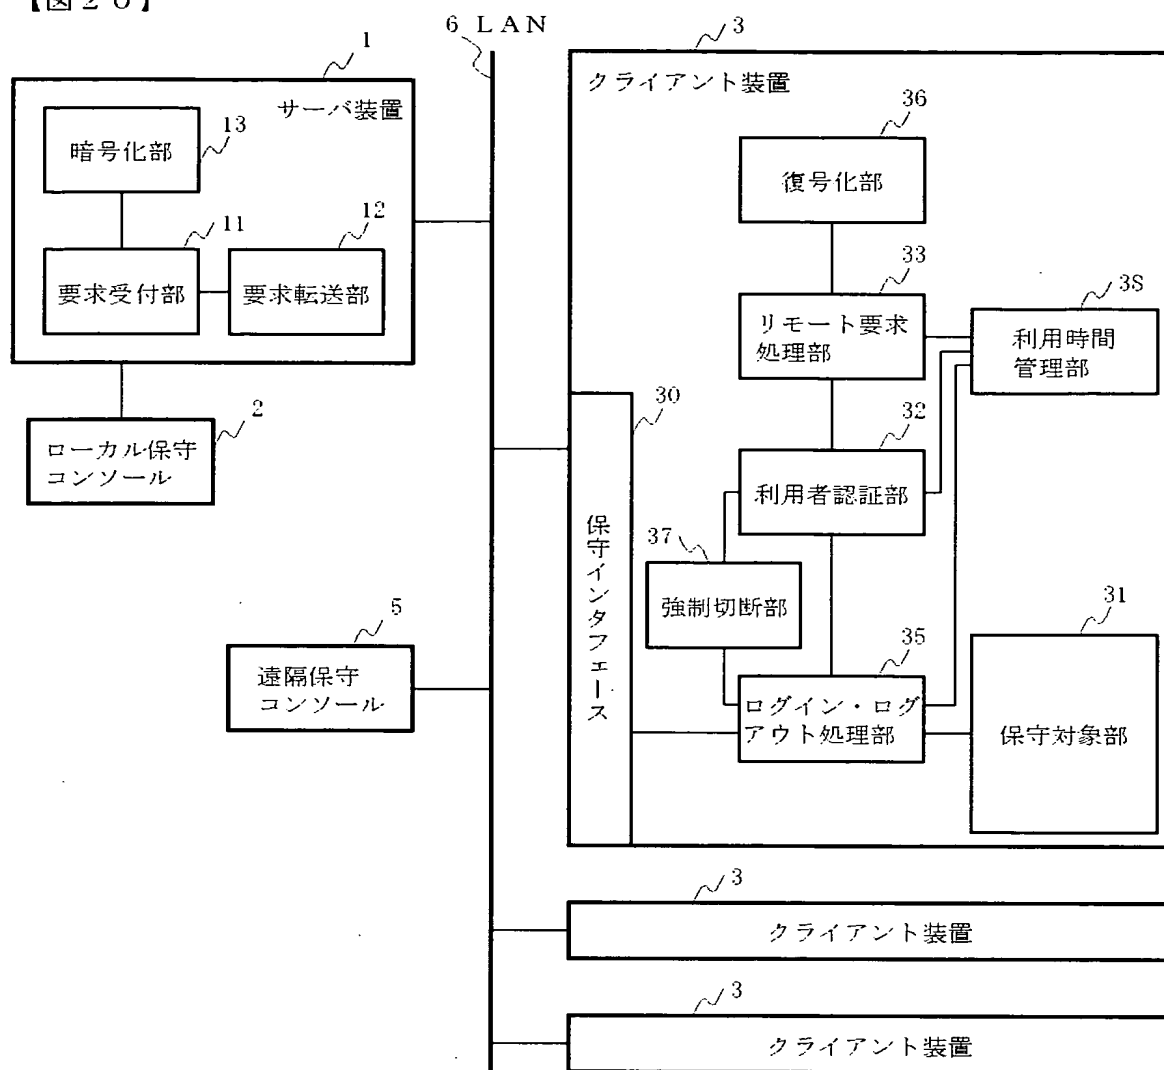 【図20】
6 LAN
1
サーバ装置
13
暗号化部
11
12
要求受付部
要求転送部
2
ローカル保守
コンソール
5
遠隔保守
コンソール
3
クライアント装置
36
復号化部
33
リモート要求
処理部
38
利用時間
管理部
30
保守インタフェース
32
利用者認証部
37
強制切断部
35
ログイン・ログ
アウト処理部
31
保守対象部
3
クライアント装置
3
クライアント装置